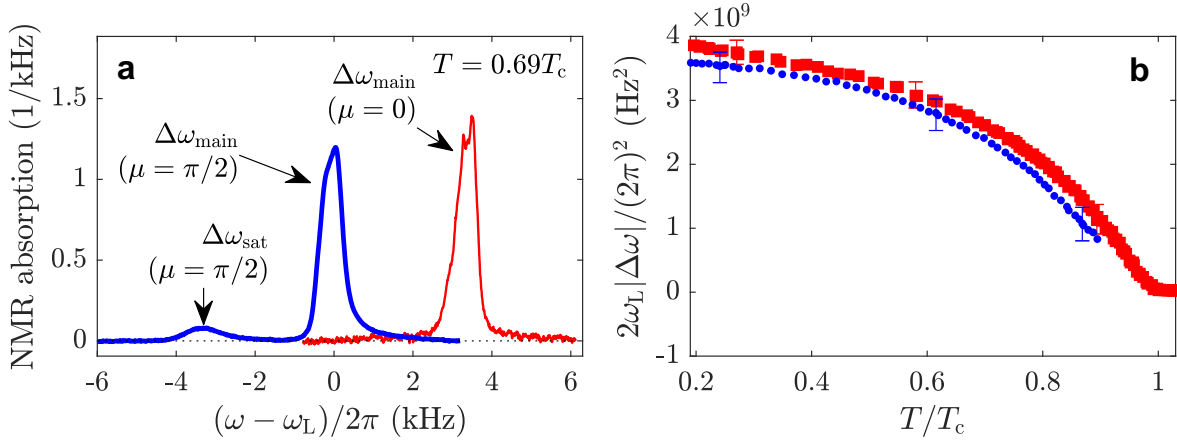 a
T = 0.69T_c
Δω_main
(μ = 0)
Δω_main
(μ = π/2)
Δω_sat
(μ = π/2)
NMR absorption (1/kHz)
1.5
1
0.5
0
-6 -4 -2 0 2 4 6
(ω − ω_L)/2π (kHz)
×10^9
b
2ω_L|Δω|/(2π)^2 (Hz^2)
4
3
2
1
0
-1
0.2 0.4 0.6 0.8 1
T/T_c